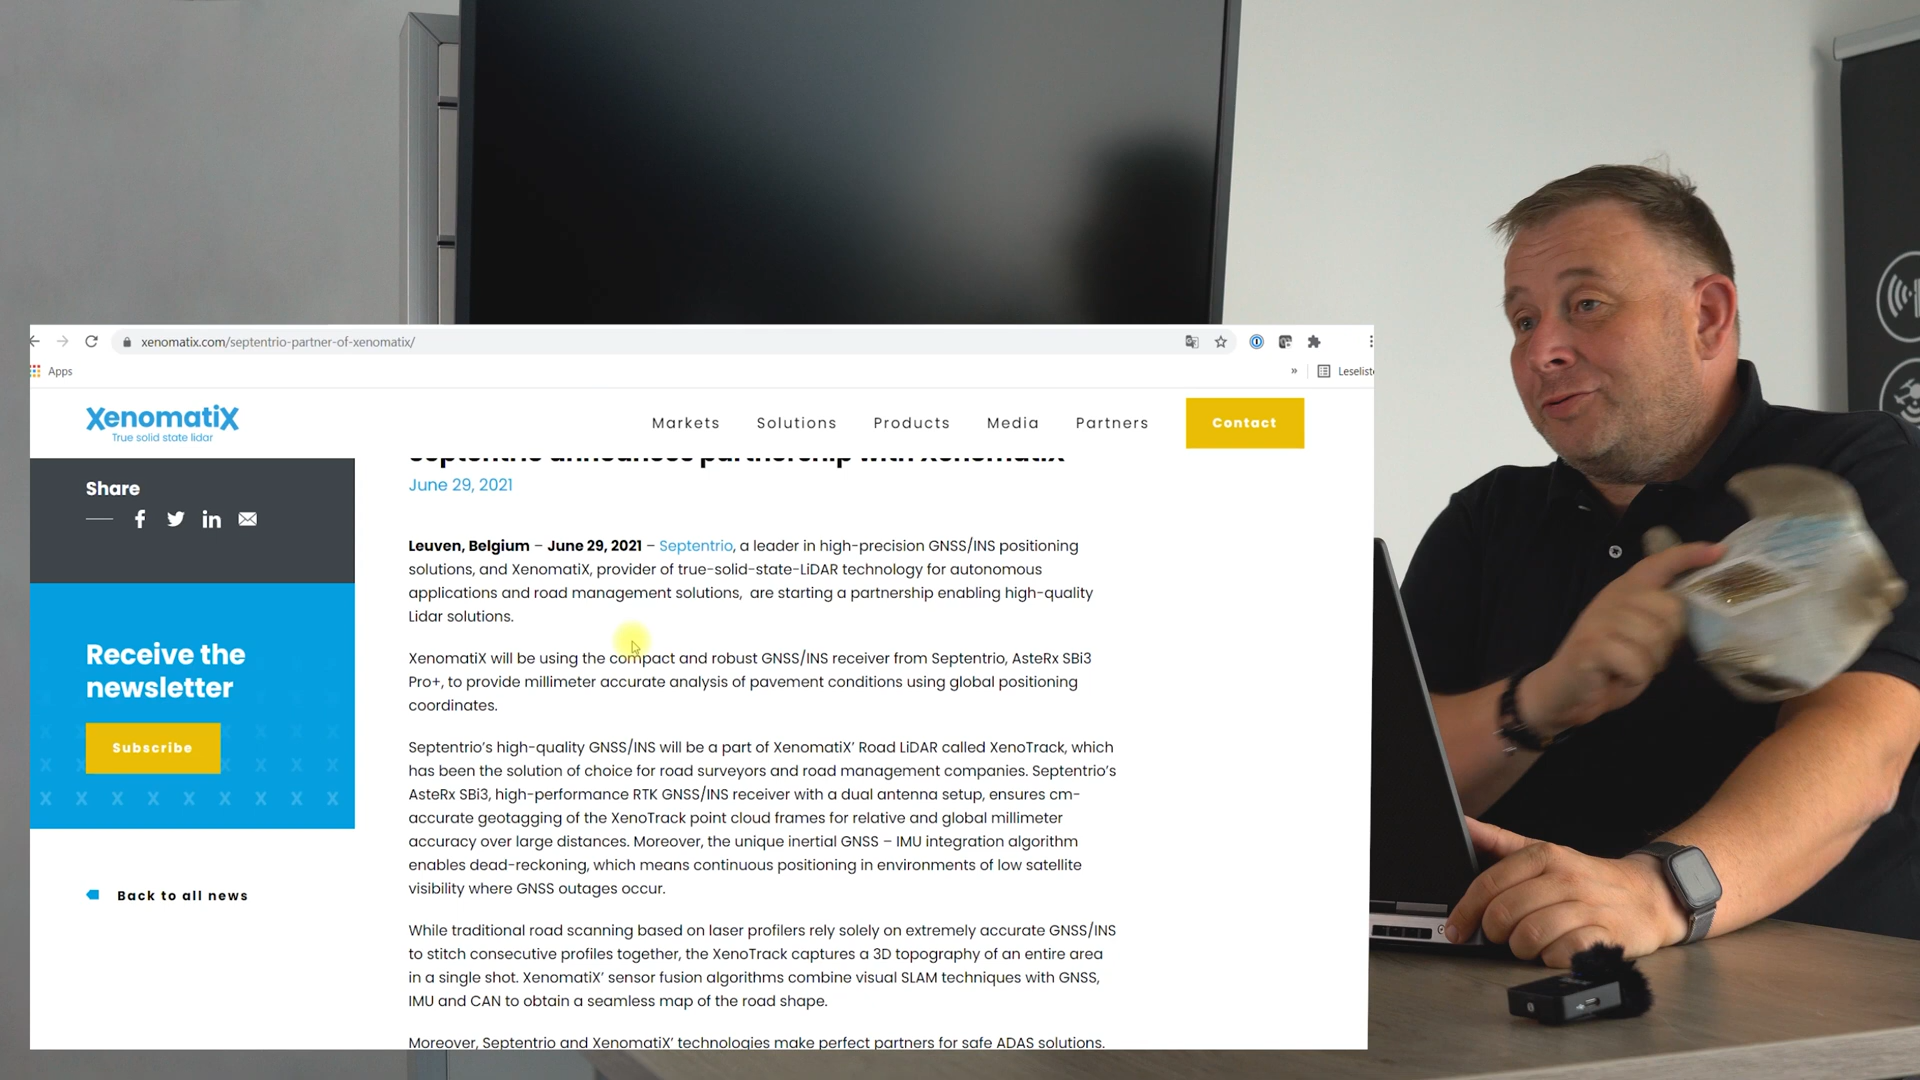 xenomatix.com/septentrio-partner-of-xenomatix/
Apps
»
Leseliste
XenomatiX
True solid state lidar
Markets
Solutions
Products
Media
Partners
Contact
Septentrio announces partnership with XenomatiX
June 29, 2021
Share
Leuven, Belgium – June 29, 2021 – Septentrio, a leader in high-precision GNSS/INS positioning
solutions, and XenomatiX, provider of true-solid-state-LiDAR technology for autonomous
applications and road management solutions, are starting a partnership enabling high-quality
Lidar solutions.
XenomatiX will be using the compact and robust GNSS/INS receiver from Septentrio, AsteRx SBi3
Pro+, to provide millimeter accurate analysis of pavement conditions using global positioning
coordinates.
Septentrio’s high-quality GNSS/INS will be a part of XenomatiX’ Road LiDAR called XenoTrack, which
has been the solution of choice for road surveyors and road management companies. Septentrio’s
AsteRx SBi3, high-performance RTK GNSS/INS receiver with a dual antenna setup, ensures cm-
accurate geotagging of the XenoTrack point cloud frames for relative and global millimeter
accuracy over large distances. Moreover, the unique inertial GNSS – IMU integration algorithm
enables dead-reckoning, which means continuous positioning in environments of low satellite
visibility where GNSS outages occur.
While traditional road scanning based on laser profilers rely solely on extremely accurate GNSS/INS
to stitch consecutive profiles together, the XenoTrack captures a 3D topography of an entire area
in a single shot. XenomatiX’ sensor fusion algorithms combine visual SLAM techniques with GNSS,
IMU and CAN to obtain a seamless map of the road shape.
Moreover, Septentrio and XenomatiX’ technologies make perfect partners for safe ADAS solutions.
Receive the
newsletter
Subscribe
Back to all news